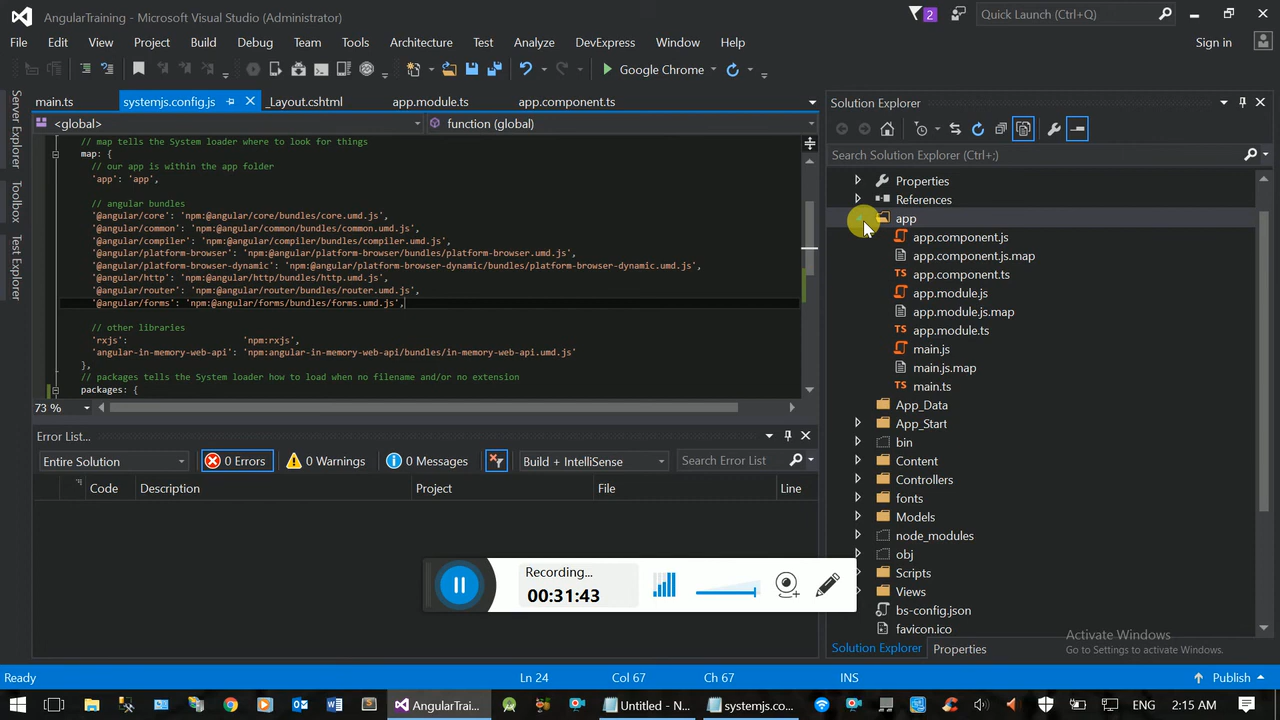 AngularTraining - Microsoft Visual Studio (Administrator)
2
Quick Launch (Ctrl+Q)
File Edit View Project Build Debug Team Tools Architecture Test Analyze DevExpress Window Help
Sign in
Google Chrome
Server Explorer
Toolbox
Test Explorer
main.ts systemjs.config.js _Layout.cshtml app.module.ts app.component.ts
<global> function (global)
// map tells the System loader where to look for things
map: {
// our app is within the app folder
'app': 'app',
// angular bundles
'@angular/core': 'npm:@angular/core/bundles/core.umd.js',
'@angular/common': 'npm:@angular/common/bundles/common.umd.js',
'@angular/compiler': 'npm:@angular/compiler/bundles/compiler.umd.js',
'@angular/platform-browser': 'npm:@angular/platform-browser/bundles/platform-browser.umd.js',
'@angular/platform-browser-dynamic': 'npm:@angular/platform-browser-dynamic/bundles/platform-browser-dynamic.umd.js',
'@angular/http': 'npm:@angular/http/bundles/http.umd.js',
'@angular/router': 'npm:@angular/router/bundles/router.umd.js',
'@angular/forms': 'npm:@angular/forms/bundles/forms.umd.js',
// other libraries
'rxjs': 'npm:rxjs',
'angular-in-memory-web-api': 'npm:angular-in-memory-web-api/bundles/in-memory-web-api.umd.js'
},
// packages tells the System loader how to load when no filename and/or no extension
packages: {
73 %
Error List...
Entire Solution 0 Errors 0 Warnings 0 Messages Build + IntelliSense Search Error List
Code Description Project File Line
Recording...
00:31:43
Solution Explorer
Search Solution Explorer (Ctrl+;)
Properties
References
app
app.component.js
app.component.js.map
TS app.component.ts
app.module.js
app.module.js.map
TS app.module.ts
main.js
main.js.map
TS main.ts
App_Data
App_Start
bin
Content
Controllers
fonts
Models
node_modules
obj
Scripts
Views
bs-config.json
favicon.ico
Activate Windows
Go to Settings to activate Windows.
Solution Explorer Properties
Ready Ln 24 Col 67 Ch 67 INS Publish
AngularTrai... Untitled - N... systemjs.co... 2:15 AM